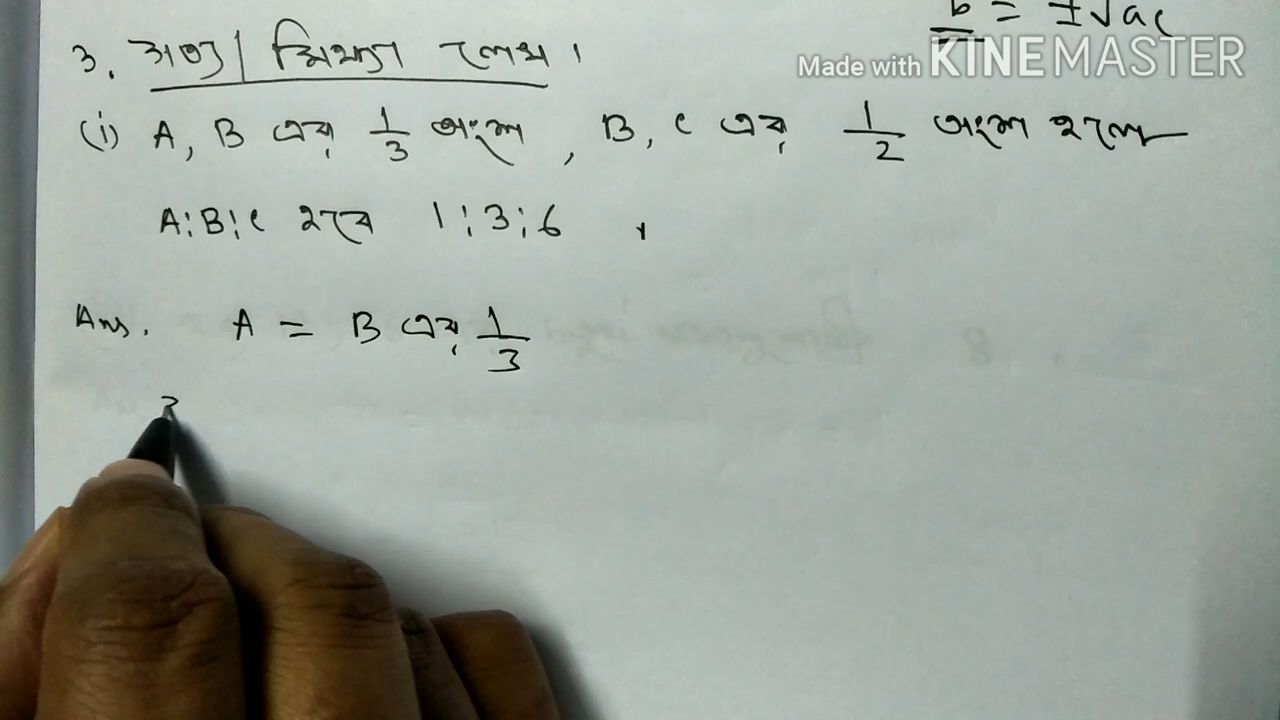 b = ±√ac
Made with KINEMASTER
3. সত্য/মিথ্যা লেখ।
(i) A, B এর 1/3 অংশ, B, C এর 1/2 অংশ হলে
A:B:C হবে 1:3:6 ,
Ans. A = B এর 1/3